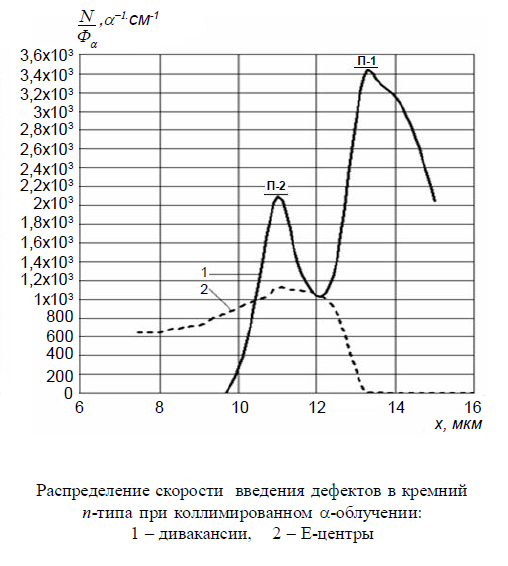 N/Φα, α⁻¹·см⁻¹
3,6x10³
3,4x10³
3,2x10³
3x10³
2,8x10³
2,6x10³
2,4x10³
2,2x10³
2x10³
1,8x10³
1,6x10³
1,4x10³
1,2x10³
1x10³
800
600
400
200
0
П-1
П-2
1
2
6 8 10 12 14 16
x, мкм
Распределение скорости введения дефектов в кремний
n-типа при коллимированном α-облучении:
1 – дивакансии, 2 – Е-центры